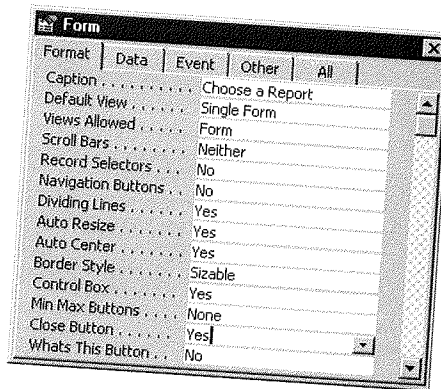 Form
Format Data Event Other All
Caption . . . . . . . . . . Choose a Report
Default View . . . . . . Single Form
Views Allowed . . . . . Form
Scroll Bars . . . . . . . . Neither
Record Selectors . . . No
Navigation Buttons . . No
Dividing Lines . . . . . . Yes
Auto Resize . . . . . . . Yes
Auto Center . . . . . . . Yes
Border Style . . . . . . . Sizable
Control Box . . . . . . . Yes
Min Max Buttons . . . . None
Close Button . . . . . . . Yes
Whats This Button . . No